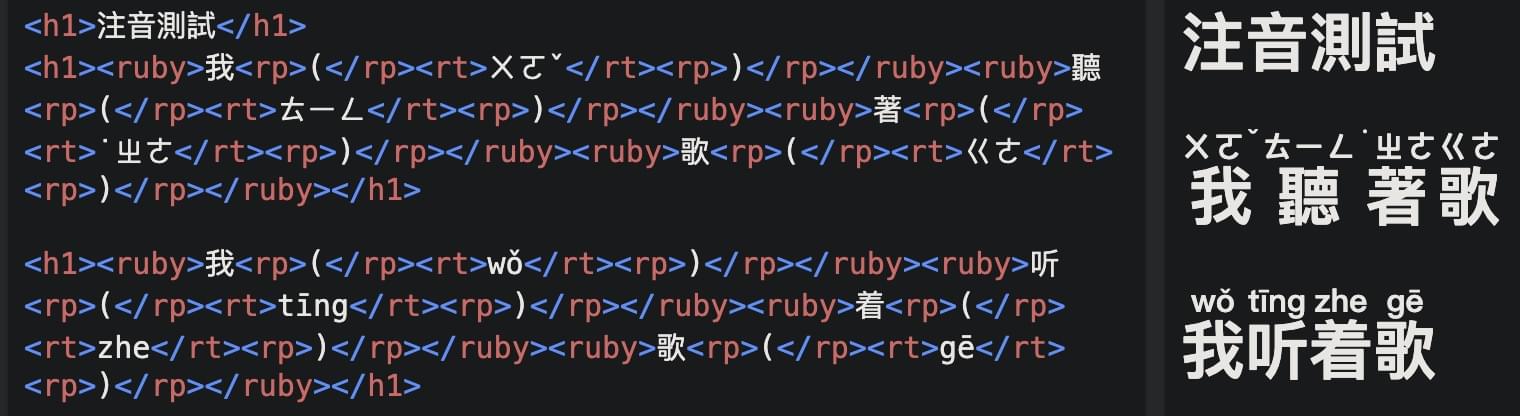 <h1>注音測試</h1>
<h1><ruby>我<rp>(</rp><rt>ㄨㄛˇ</rt><rp>)</rp></ruby><ruby>聽
<rp>(</rp><rt>ㄊㄧㄥ</rt><rp>)</rp></ruby><ruby>著<rp>(</rp>
<rt>˙ㄓㄜ</rt><rp>)</rp></ruby><ruby>歌<rp>(</rp><rt>ㄍㄜ</rt>
<rp>)</rp></ruby></h1>
<h1><ruby>我<rp>(</rp><rt>wǒ</rt><rp>)</rp></ruby><ruby>听
<rp>(</rp><rt>tīng</rt><rp>)</rp></ruby><ruby>着<rp>(</rp>
<rt>zhe</rt><rp>)</rp></ruby><ruby>歌<rp>(</rp><rt>gē</rt>
<rp>)</rp></ruby></h1>
注音測試
ㄨㄛˇㄊㄧㄥ˙ㄓㄜㄍㄜ
我聽著歌
wǒ tīng zhe gē
我听着歌